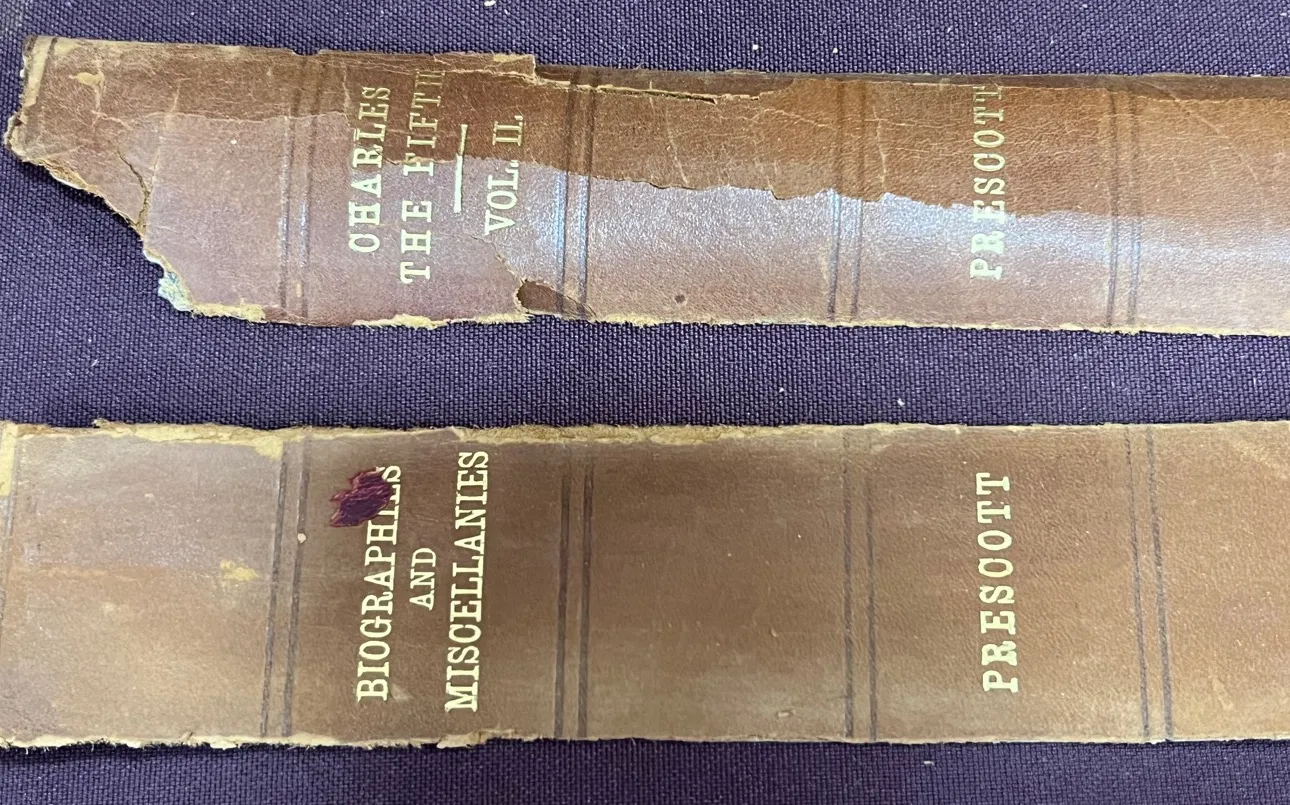 CHARLES
THE FIFTH
VOL. II.
PRESCOTT
BIOGRAPHIES
AND
MISCELLANIES
PRESCOTT